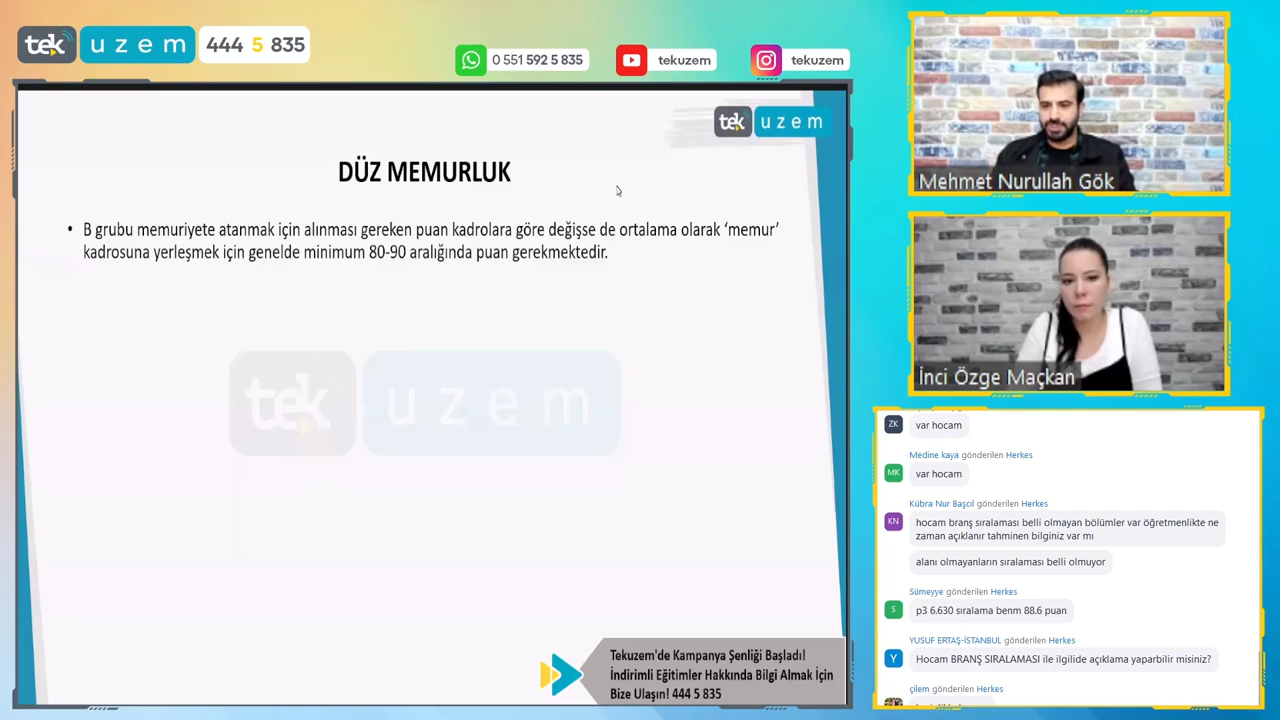 tek uzem 444 5 835
0 551 592 5 835
tekuzem
tekuzem
tek uzem
DÜZ MEMURLUK
• B grubu memuriyete atanmak için alınması gereken puan kadrolara göre değişse de ortalama olarak ‘memur’
kadrosuna yerleşmek için genelde minimum 80-90 aralığında puan gerekmektedir.
tek uzem
Tekuzem'de Kampanya Şenliği Başladı!
İndirimli Eğitimler Hakkında Bilgi Almak İçin
Bize Ulaşın! 444 5 835
Mehmet Nurullah Gök
İnci Özge Maçkan
ZK
var hocam
Medine kaya gönderilen Herkes
MK
var hocam
Kübra Nur Başcıl gönderilen Herkes
KN
hocam branş sıralaması belli olmayan bölümler var öğretmenlikte ne
zaman açıklanır tahminen bilginiz var mı
alanı olmayanların sıralaması belli olmuyor
Sümeyye gönderilen Herkes
S
p3 6.630 sıralama benm 88.6 puan
YUSUF ERTAŞ-İSTANBUL gönderilen Herkes
Y
Hocam BRANŞ SIRALAMASI ile ilgilide açıklama yaparbilir misiniz?
çilem gönderilen Herkes